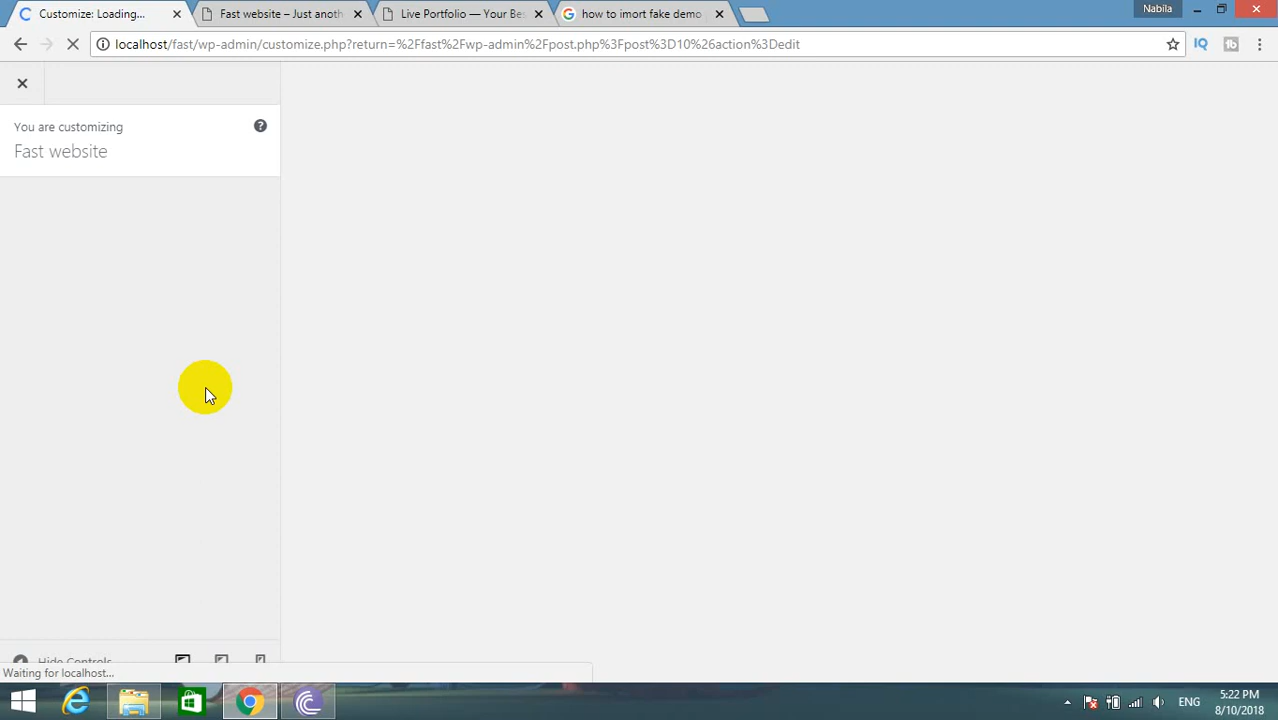 Customize: Loading...
Fast website – Just anoth
Live Portfolio — Your Bes
how to imort fake demo
Nabila
localhost/fast/wp-admin/customize.php?return=%2Ffast%2Fwp-admin%2Fpost.php%3Fpost%3D10%26action%3Dedit
IQ
You are customizing
Fast website
Hide Controls
Waiting for localhost...
ENG
5:22 PM
8/10/2018